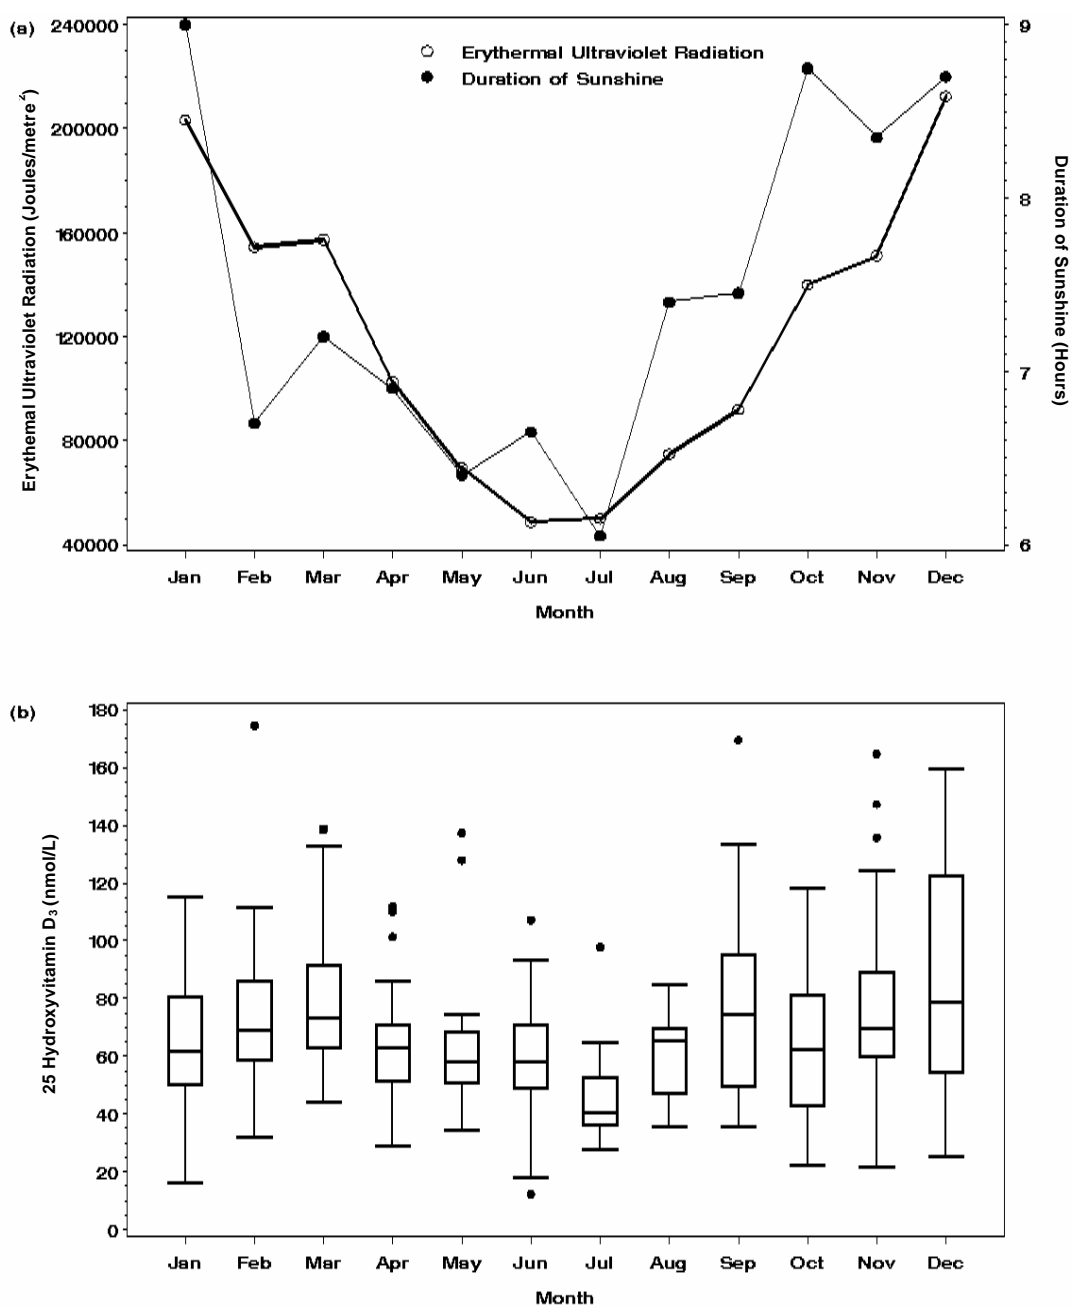 (a)
Erythermal Ultraviolet Radiation
Duration of Sunshine
Erythemal Ultraviolet Radiation (Joules/metre²)
240000
200000
160000
120000
80000
40000
9
8
7
6
Duration of Sunshine (Hours)
Jan Feb Mar Apr May Jun Jul Aug Sep Oct Nov Dec
Month
(b)
25 Hydroxyvitamin D₃ (nmol/L)
180
160
140
120
100
80
60
40
20
0
Jan Feb Mar Apr May Jun Jul Aug Sep Oct Nov Dec
Month